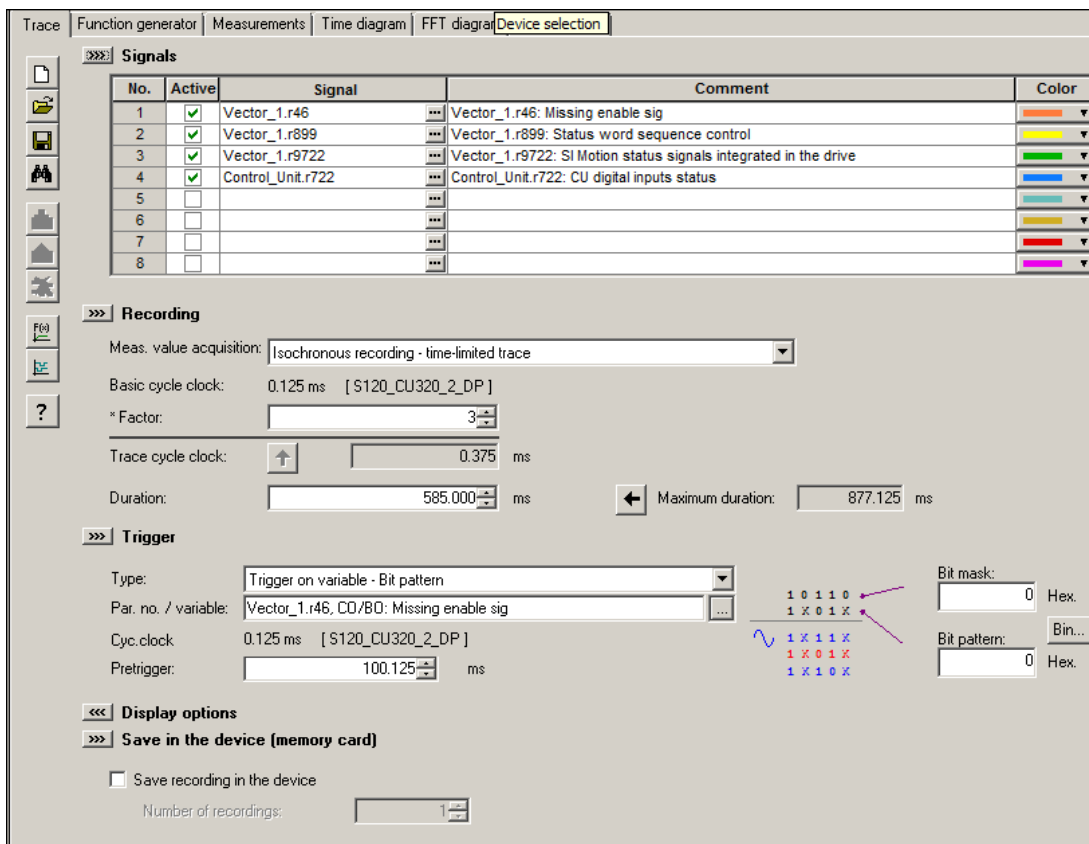 Trace Function generator Measurements Time diagram FFT diagra Device selection
Signals
No. Active Signal Comment Color
1 Vector_1.r46 ... Vector_1.r46: Missing enable sig
2 Vector_1.r899 ... Vector_1.r899: Status word sequence control
3 Vector_1.r9722 ... Vector_1.r9722: SI Motion status signals integrated in the drive
4 Control_Unit.r722 ... Control_Unit.r722: CU digital inputs status
5 ...
6 ...
7 ...
8 ...
Recording
Meas. value acquisition: Isochronous recording - time-limited trace
Basic cycle clock: 0.125 ms [ S120_CU320_2_DP ]
* Factor: 3
Trace cycle clock: 0.375 ms
Duration: 585.000 ms Maximum duration: 877.125 ms
Trigger
Type: Trigger on variable - Bit pattern
Par. no. / variable: Vector_1.r46, CO/BO: Missing enable sig ...
Cyc.clock 0.125 ms [ S120_CU320_2_DP ]
Pretrigger: 100.125 ms
1 0 1 1 0
1 X 0 1 X
1 X 1 1 X
1 X 0 1 X
1 X 1 0 X
Bit mask:
0 Hex.
Bin...
Bit pattern:
0 Hex.
Display options
Save in the device (memory card)
Save recording in the device
Number of recordings: 1
F(x)
?